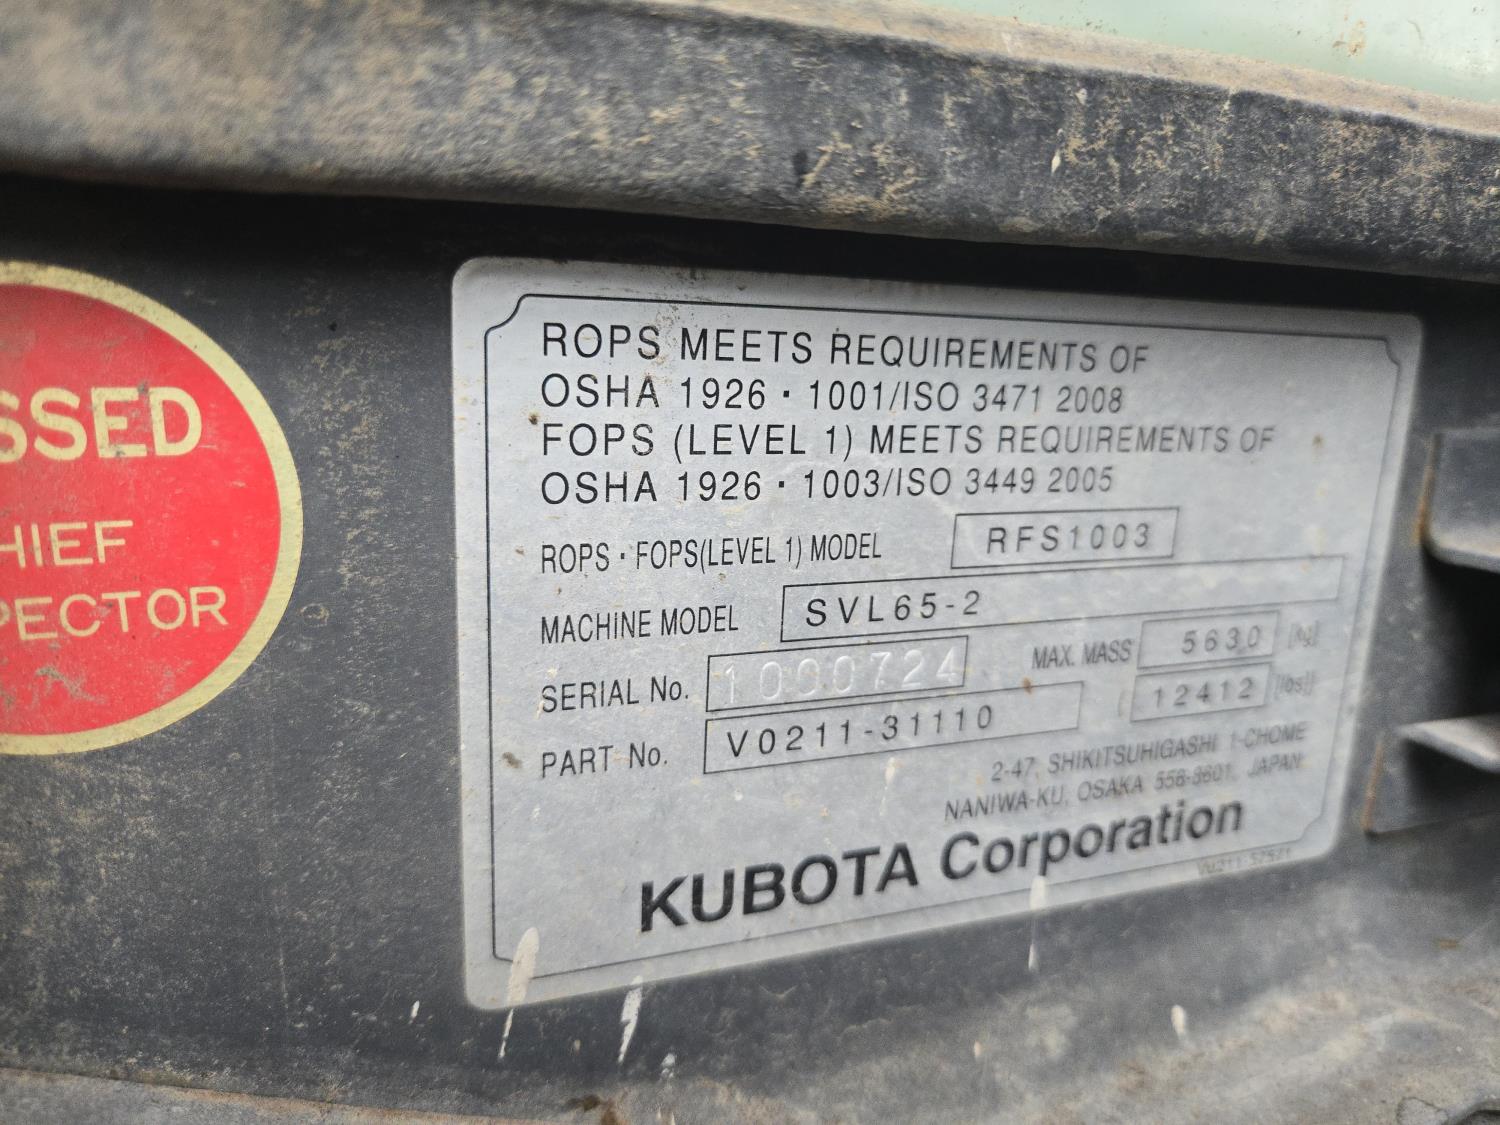 SSED
HIEF
PECTOR
ROPS MEETS REQUIREMENTS OF
OSHA 1926・1001/ISO 3471 2008
FOPS (LEVEL 1) MEETS REQUIREMENTS OF
OSHA 1926・1003/ISO 3449 2005
ROPS・FOPS(LEVEL 1) MODEL RFS1003
MACHINE MODEL SVL65-2
SERIAL No. 1000724 MAX. MASS 5630 [kg]
[12412 [lbs]]
PART No. V0211-31110
2-47, SHIKITSUHIGASHI 1-CHOME
NANIWA-KU, OSAKA 556-8601, JAPAN
KUBOTA Corporation